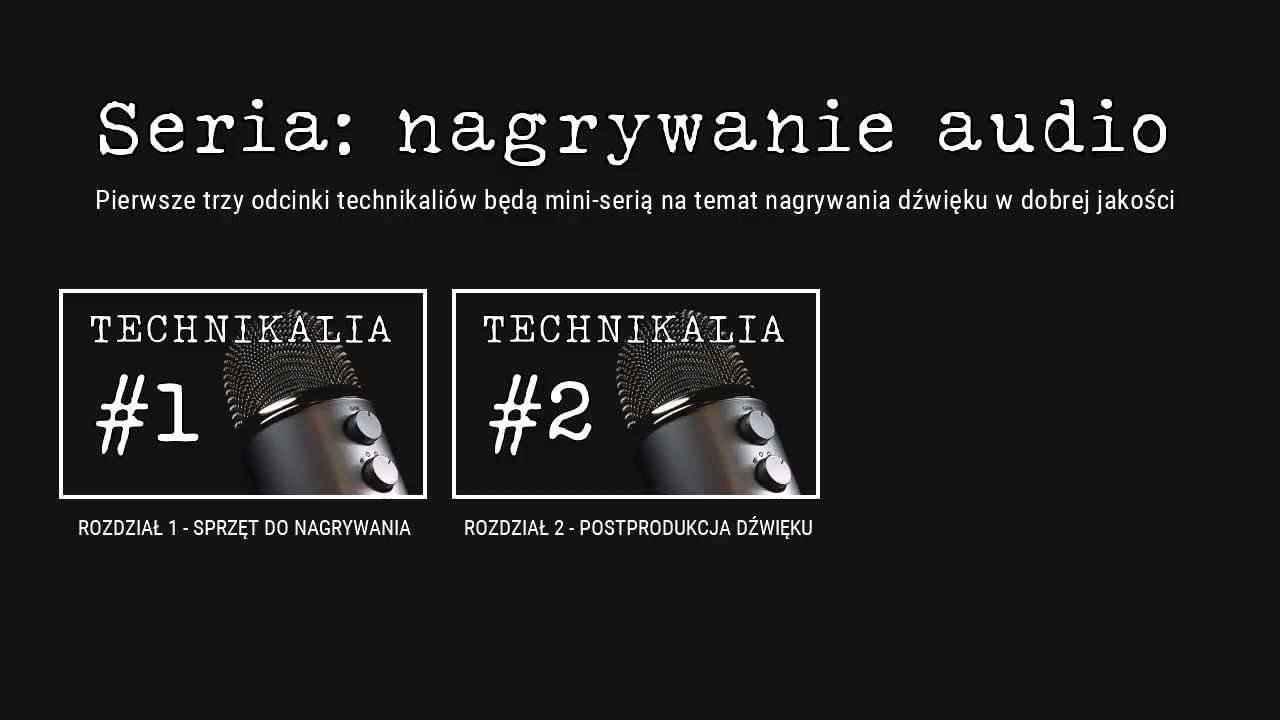 Seria: nagrywanie audio
Pierwsze trzy odcinki technikaliów będą mini-serią na temat nagrywania dźwięku w dobrej jakości
TECHNIKALIA
#1
ROZDZIAŁ 1 - SPRZĘT DO NAGRYWANIA
TECHNIKALIA
#2
ROZDZIAŁ 2 - POSTPRODUKCJA DŹWIĘKU